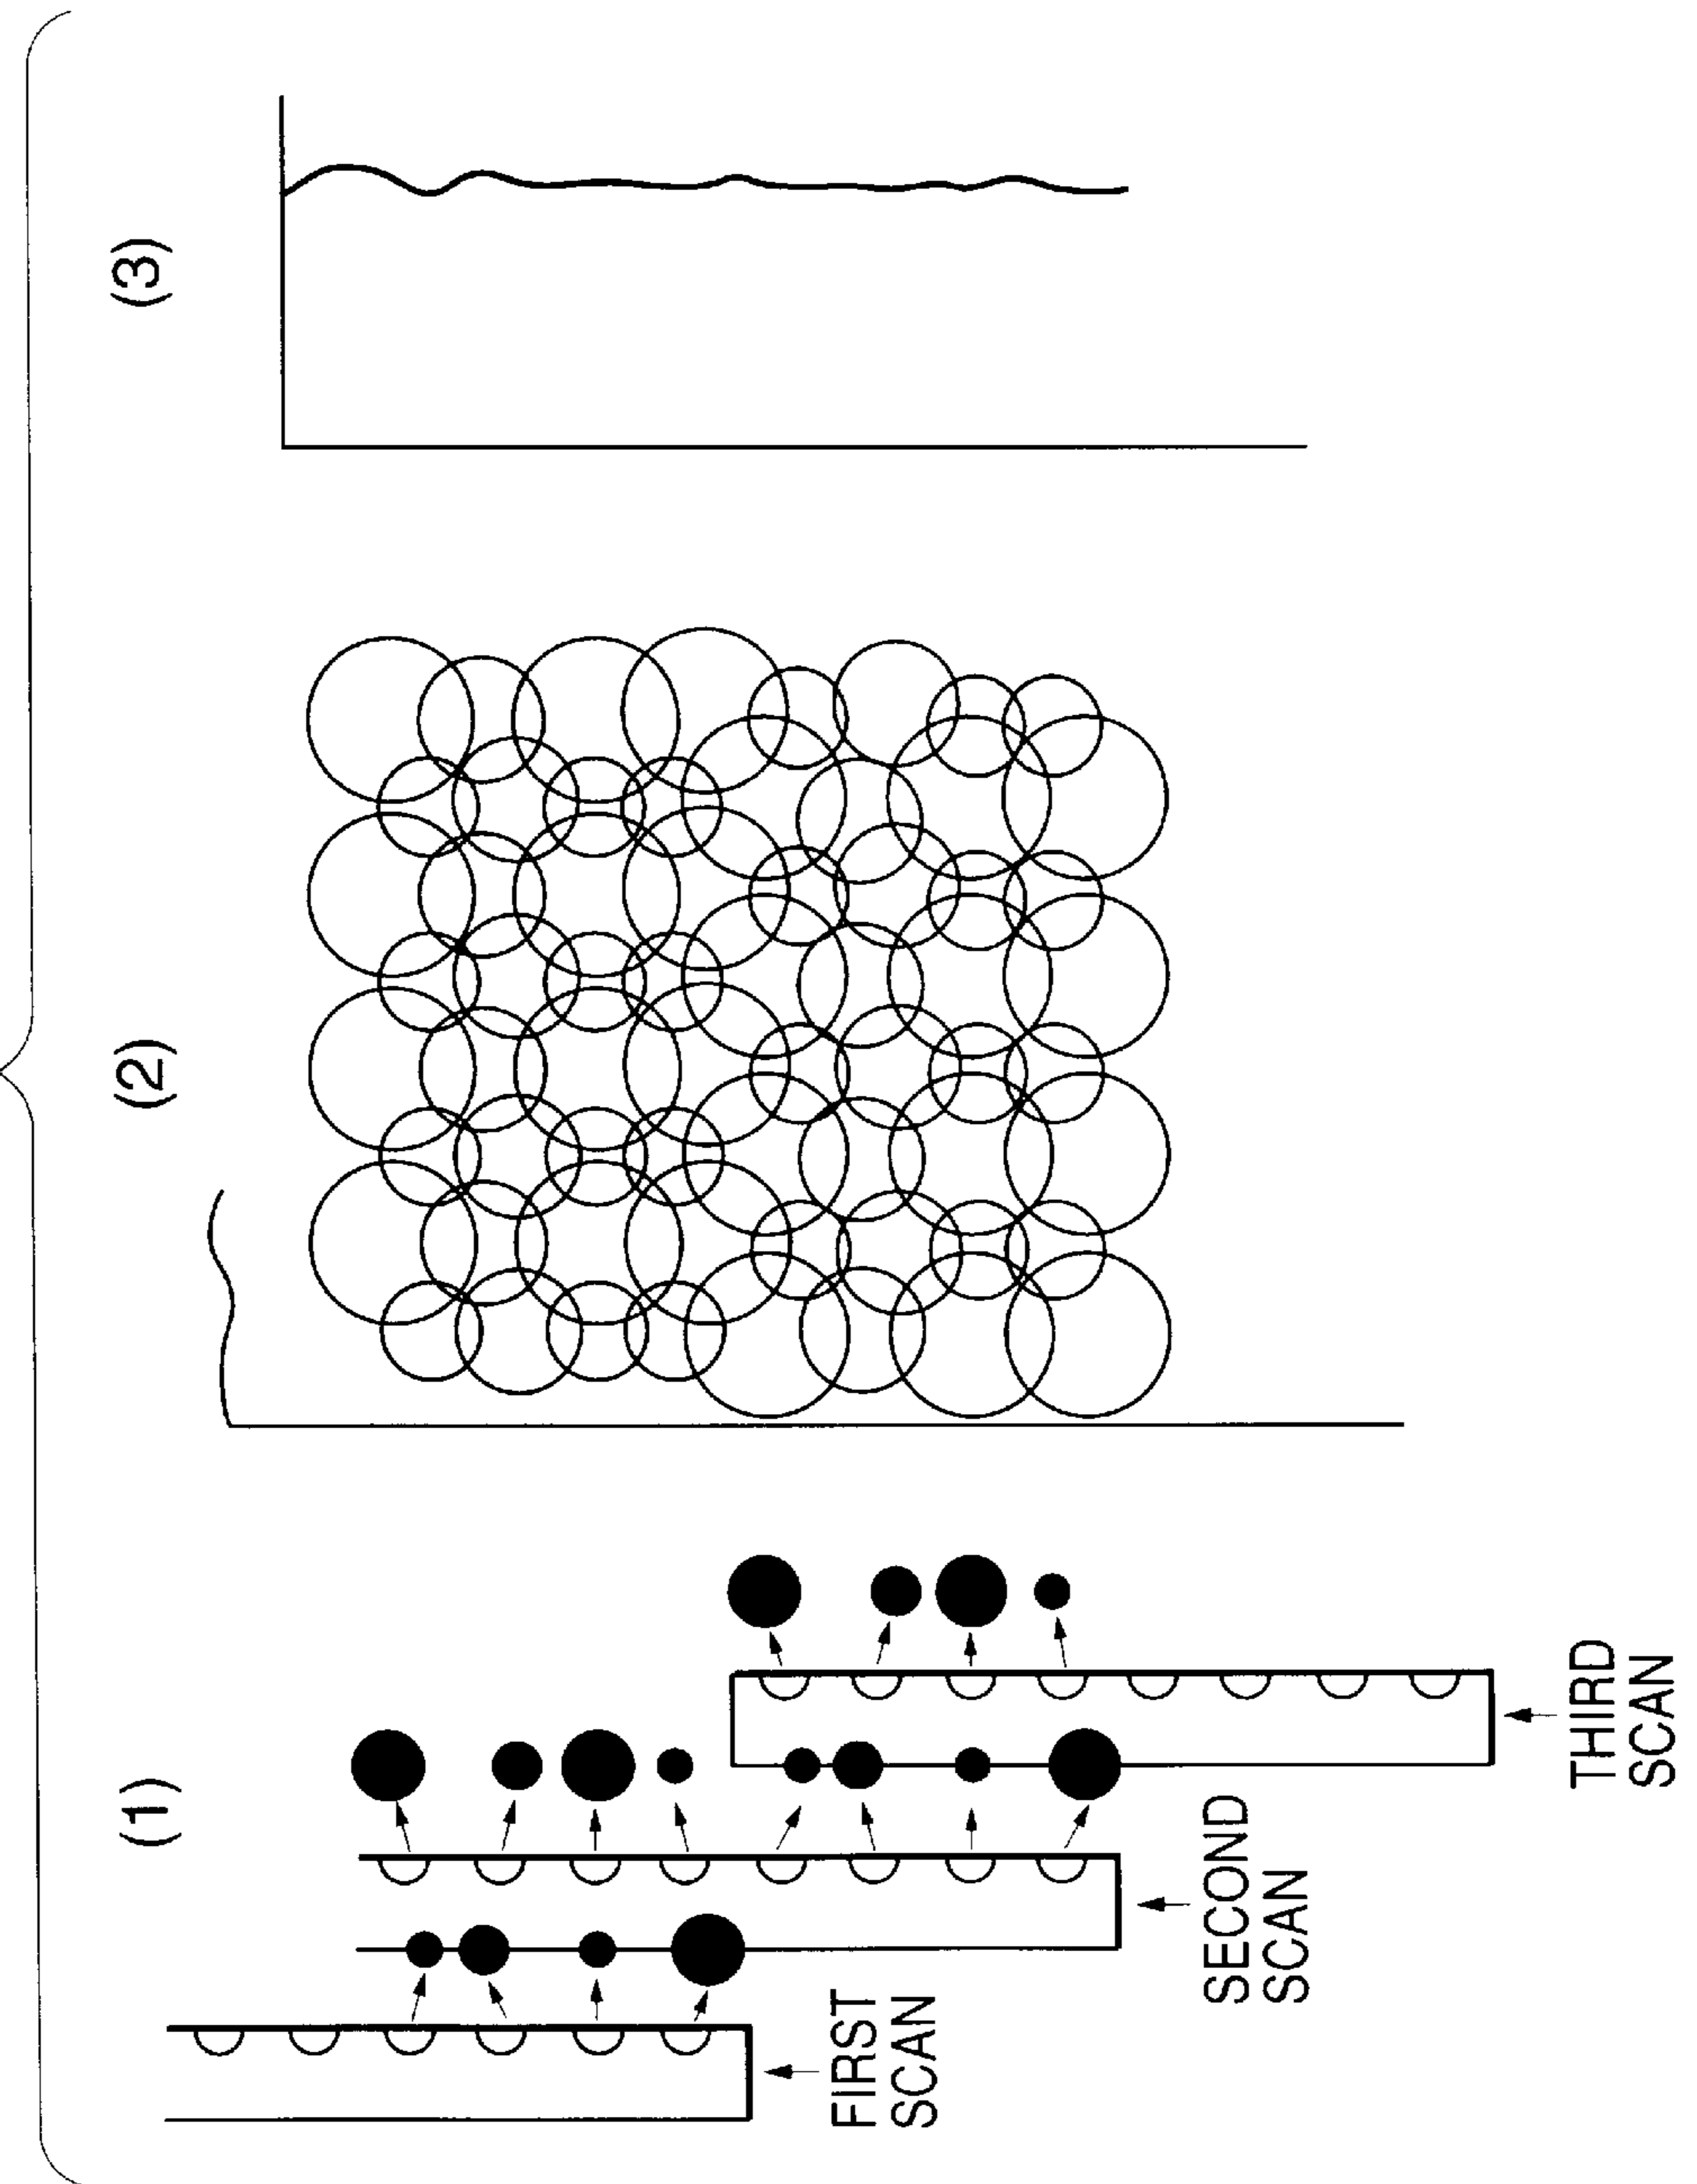 (1)
(2)
(3)
FIRST
SCAN
SECOND
SCAN
THIRD
SCAN